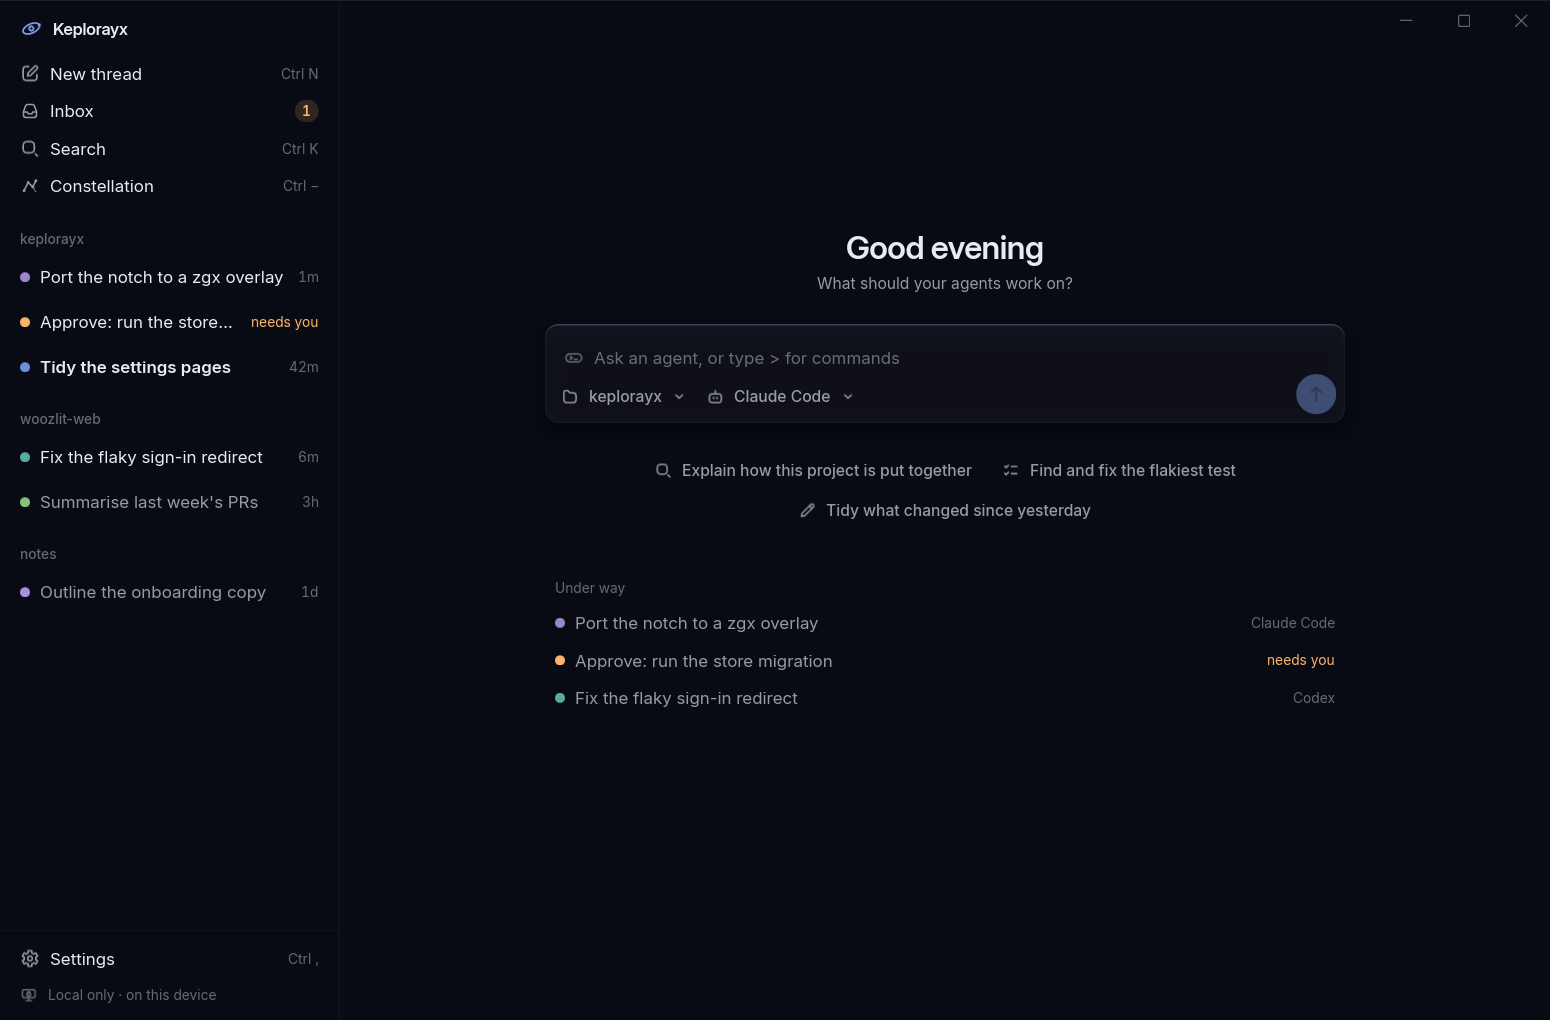 Keplorayx
New thread Ctrl N
Inbox 1
Search Ctrl K
Constellation Ctrl –
keplorayx
Port the notch to a zgx overlay 1m
Approve: run the store... needs you
Tidy the settings pages 42m
woozlit-web
Fix the flaky sign-in redirect 6m
Summarise last week's PRs 3h
notes
Outline the onboarding copy 1d
Settings Ctrl ,
Local only · on this device
Good evening
What should your agents work on?
Ask an agent, or type > for commands
keplorayx Claude Code
Explain how this project is put together Find and fix the flakiest test
Tidy what changed since yesterday
Under way
Port the notch to a zgx overlay Claude Code
Approve: run the store migration needs you
Fix the flaky sign-in redirect Codex